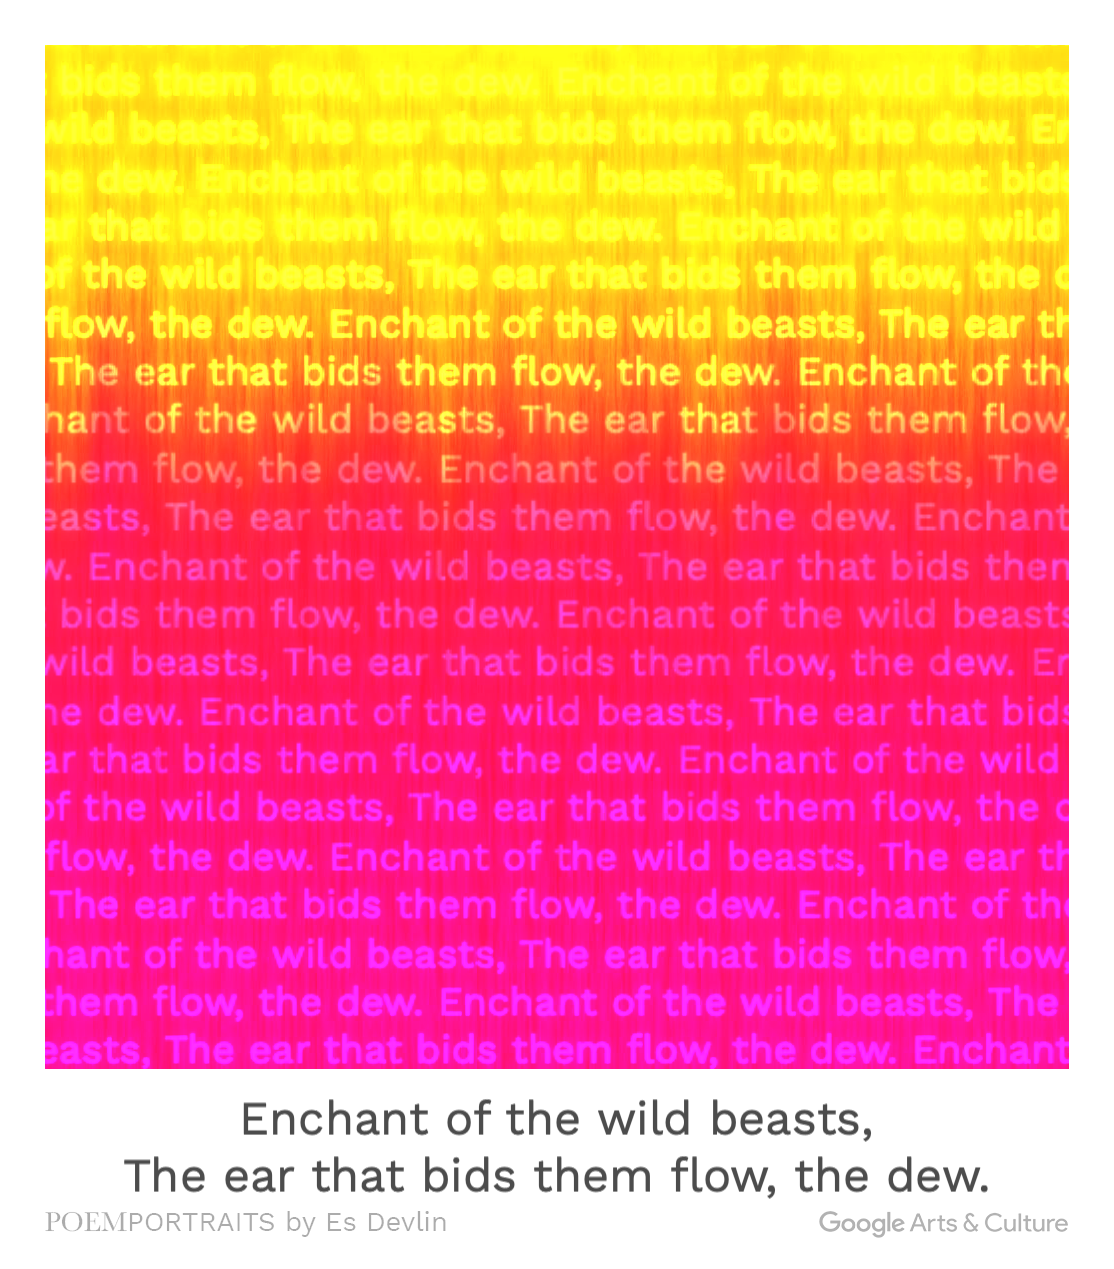 bids them flow, the dew. Enchant of the wild beasts
wild beasts, The ear that bids them flow, the dew. En
he dew. Enchant of the wild beasts, The ear that bids
ar that bids them flow, the dew. Enchant of the wild
of the wild beasts, The ear that bids them flow, the d
flow, the dew. Enchant of the wild beasts, The ear th
The ear that bids them flow, the dew. Enchant of the
hant of the wild beasts, The ear that bids them flow,
them flow, the dew. Enchant of the wild beasts, The
easts, The ear that bids them flow, the dew. Enchant
w. Enchant of the wild beasts, The ear that bids them
bids them flow, the dew. Enchant of the wild beasts
wild beasts, The ear that bids them flow, the dew. En
he dew. Enchant of the wild beasts, The ear that bids
ar that bids them flow, the dew. Enchant of the wild
of the wild beasts, The ear that bids them flow, the d
flow, the dew. Enchant of the wild beasts, The ear th
The ear that bids them flow, the dew. Enchant of the
hant of the wild beasts, The ear that bids them flow,
them flow, the dew. Enchant of the wild beasts, The
easts, The ear that bids them flow, the dew. Enchant
Enchant of the wild beasts,
The ear that bids them flow, the dew.
POEMPORTRAITS by Es Devlin
Google Arts & Culture